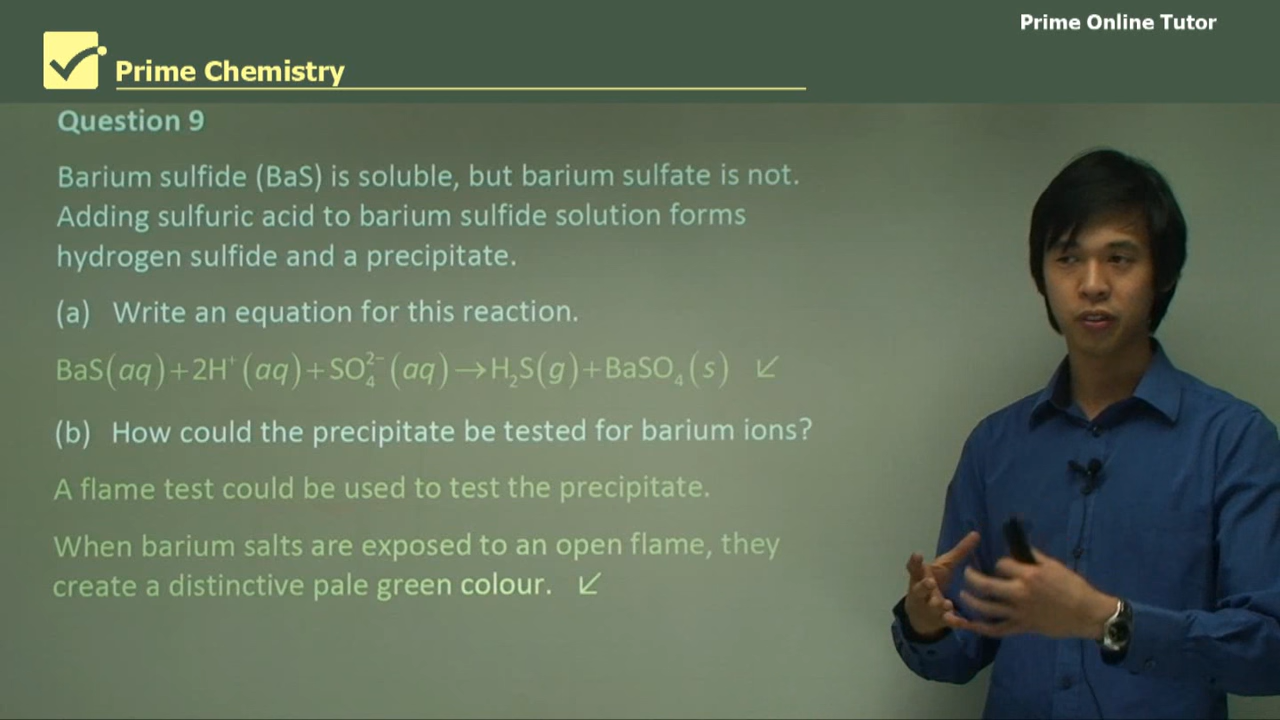 Prime Online Tutor
Prime Chemistry
Question 9
Barium sulfide (BaS) is soluble, but barium sulfate is not.
Adding sulfuric acid to barium sulfide solution forms
hydrogen sulfide and a precipitate.
(a) Write an equation for this reaction.
BaS(aq)+2H⁺(aq)+SO₄²⁻(aq)→H₂S(g)+BaSO₄(s) ↙
(b) How could the precipitate be tested for barium ions?
A flame test could be used to test the precipitate.
When barium salts are exposed to an open flame, they
create a distinctive pale green colour. ↙